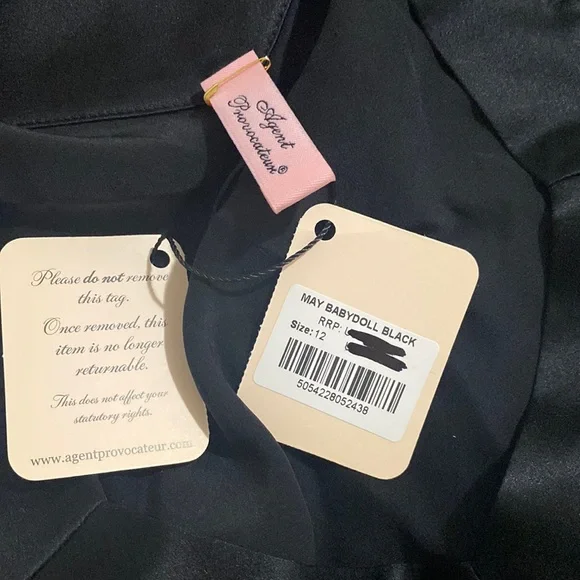 Agent
Provocateur®
Please do not remove
this tag.
Once removed, this
item is no longer
returnable.
This does not affect your
statutory rights.
www.agentprovocateur.com
MAY BABYDOLL BLACK
RRP:
Size: 12
5054228052438